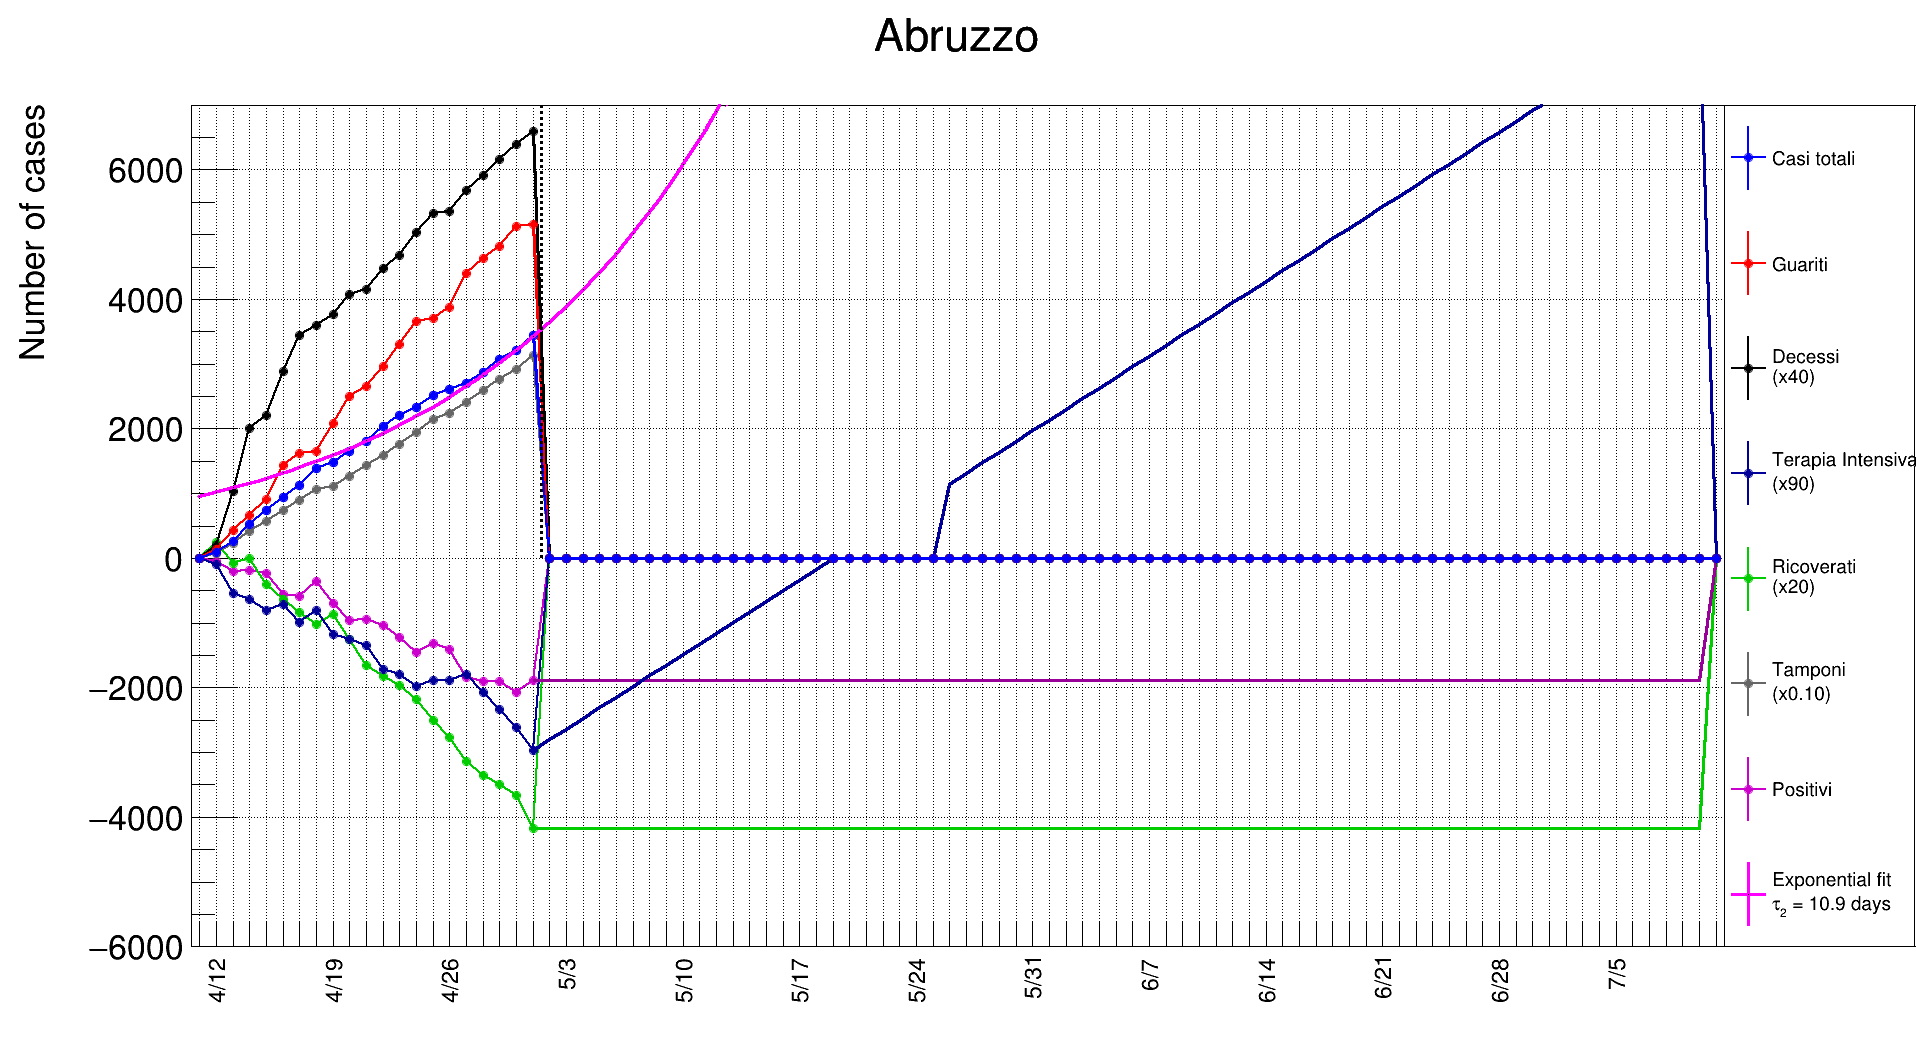 Abruzzo
Number of cases
6000
4000
2000
0
−2000
−4000
−6000
4/12
4/19
4/26
5/3
5/10
5/17
5/24
5/31
6/7
6/14
6/21
6/28
7/5
Casi totali
Guariti
Decessi
(x40)
Terapia Intensiva
(x90)
Ricoverati
(x20)
Tamponi
(x0.10)
Positivi
Exponential fit
τ2 = 10.9 days